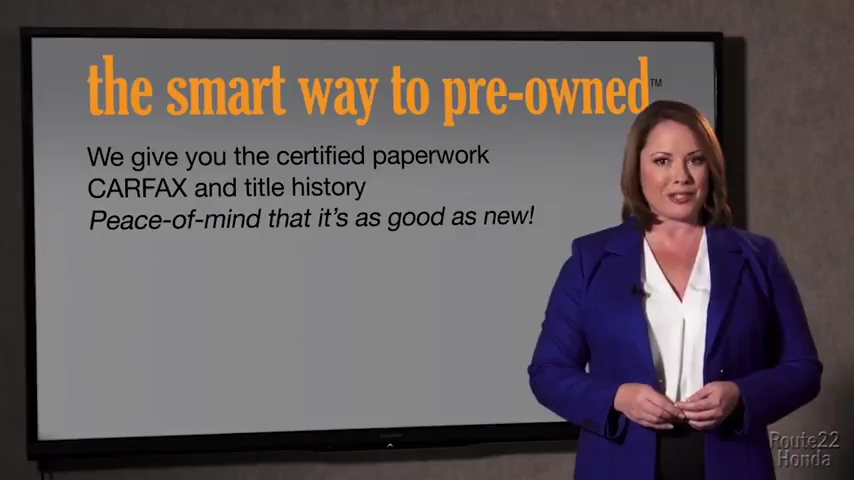 the smart way to pre-owned™
We give you the certified paperwork
CARFAX and title history
Peace-of-mind that it's as good as new!
Route22
Honda